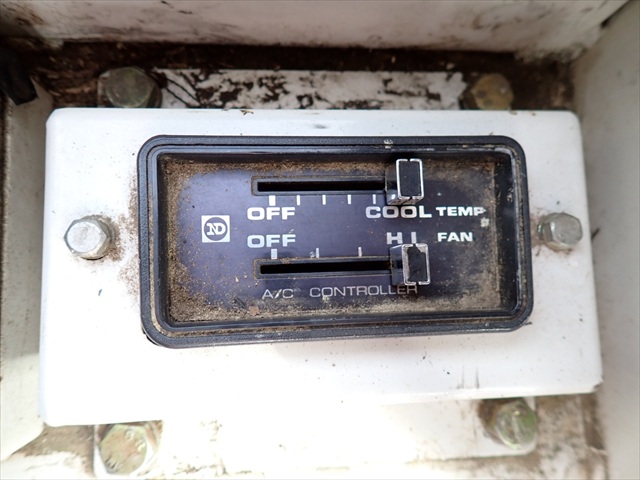 OFF COOL TEMP
ND
OFF HI FAN
A/C CONTROLLER